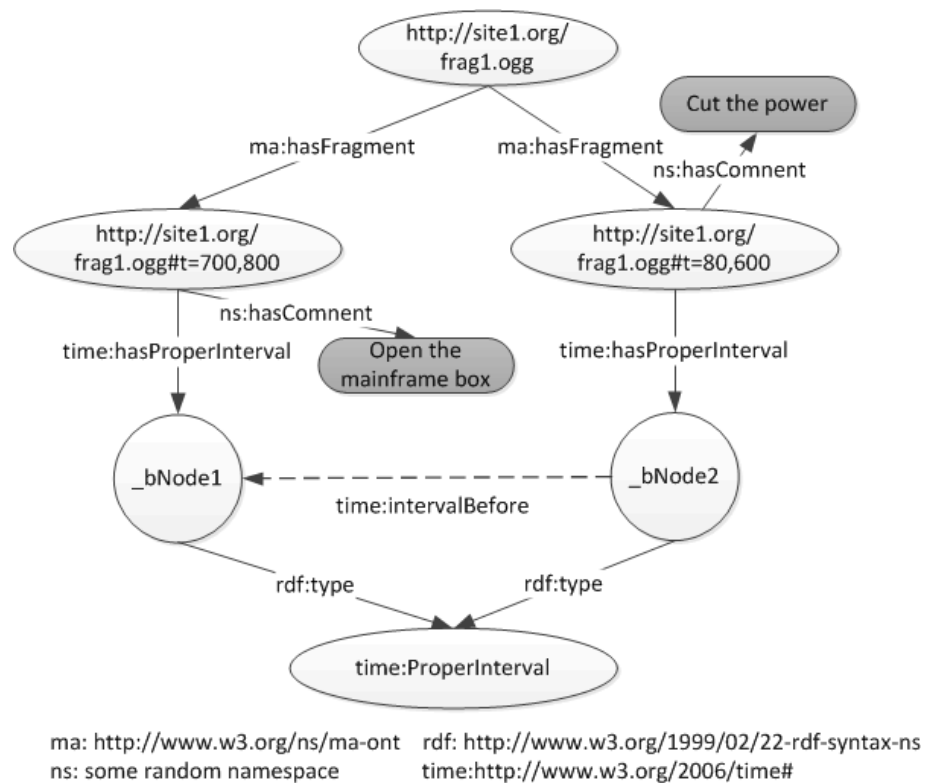 http://site1.org/
frag1.ogg
Cut the power
ma:hasFragment
ma:hasFragment
ns:hasComnent
http://site1.org/
frag1.ogg#t=700,800
http://site1.org/
frag1.ogg#t=80,600
ns:hasComnent
time:hasProperInterval
Open the
mainframe box
time:hasProperInterval
_bNode1
_bNode2
time:intervalBefore
rdf:type
rdf:type
time:ProperInterval
ma: http://www.w3.org/ns/ma-ont
rdf: http://www.w3.org/1999/02/22-rdf-syntax-ns
ns: some random namespace
time:http://www.w3.org/2006/time#